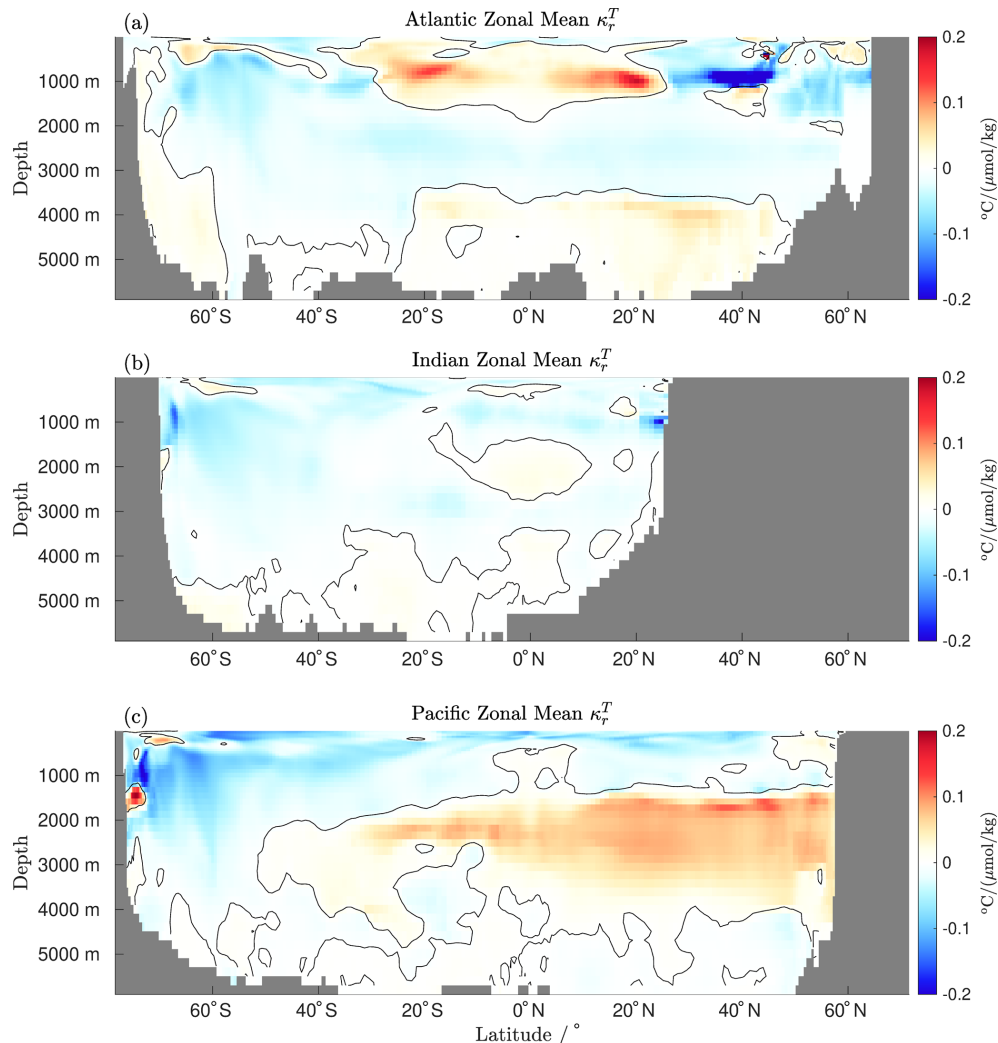 (a) Atlantic Zonal Mean κ_r^T
0.2
1000 m
0.1
2000 m
Depth
3000 m
0
°C/(μmol/kg)
4000 m
-0.1
5000 m
-0.2
60°S 40°S 20°S 0°N 20°N 40°N 60°N
(b) Indian Zonal Mean κ_r^T
0.2
1000 m
0.1
2000 m
Depth
3000 m
0
°C/(μmol/kg)
4000 m
-0.1
5000 m
-0.2
60°S 40°S 20°S 0°N 20°N 40°N 60°N
(c) Pacific Zonal Mean κ_r^T
0.2
1000 m
0.1
2000 m
Depth
3000 m
0
°C/(μmol/kg)
4000 m
-0.1
5000 m
-0.2
60°S 40°S 20°S 0°N 20°N 40°N 60°N
Latitude / °